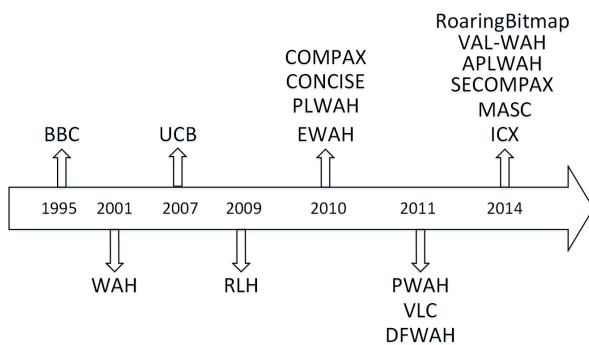 RoaringBitmap
VAL-WAH
APLWAH
SECOMPAX
MASC
ICX
COMPAX
CONCISE
PLWAH
EWAH
BBC
UCB
1995 2001 2007 2009 2010 2011 2014
WAH
RLH
PWAH
VLC
DFWAH